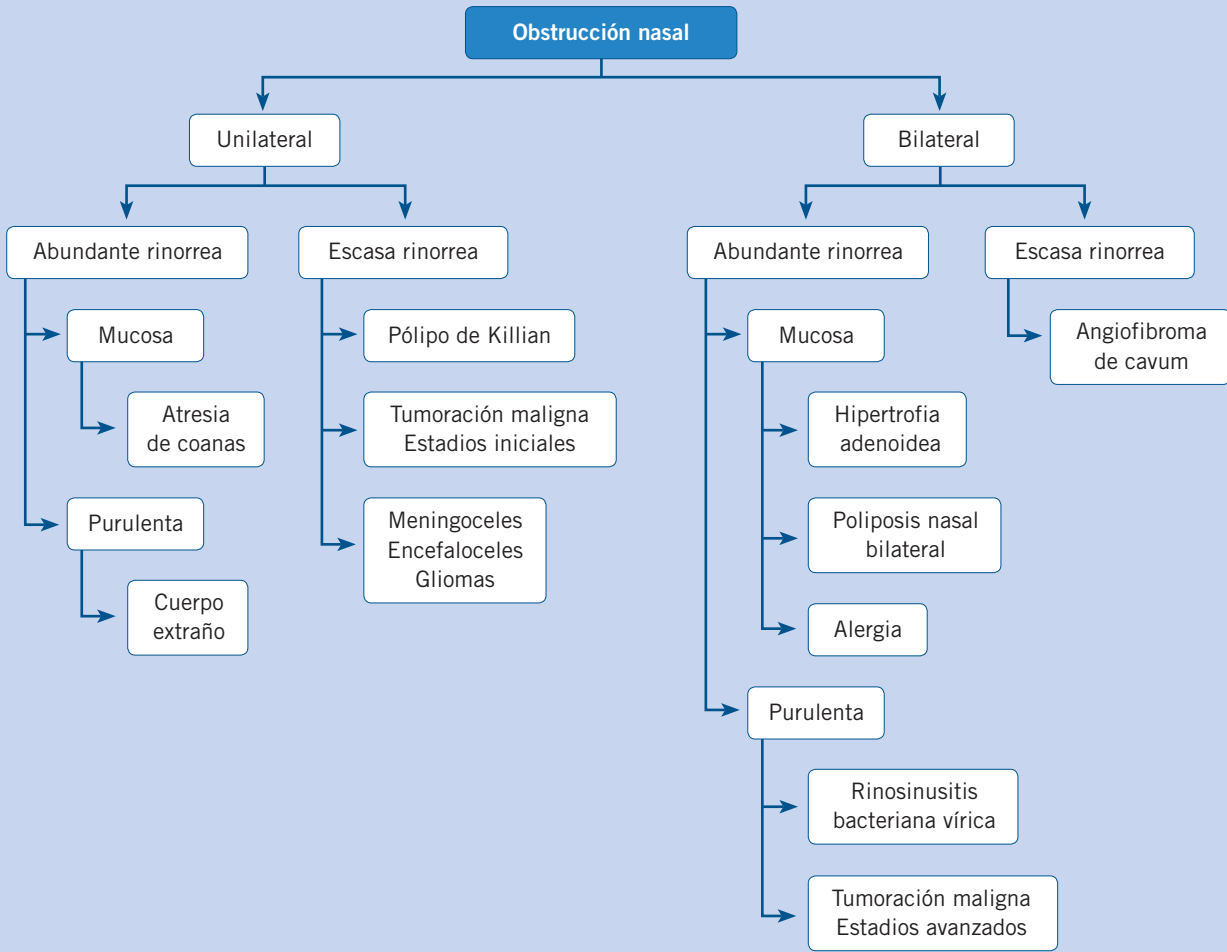 Obstrucción nasal
Unilateral
Abundante rinorrea
Mucosa
Atresia
de coanas
Purulenta
Cuerpo
extraño
Escasa rinorrea
Pólipo de Killian
Tumoración maligna
Estadios iniciales
Meningoceles
Encefaloceles
Gliomas
Bilateral
Abundante rinorrea
Mucosa
Hipertrofia
adenoidea
Poliposis nasal
bilateral
Alergia
Purulenta
Rinosinusitis
bacteriana vírica
Tumoración maligna
Estadios avanzados
Escasa rinorrea
Angiofibroma
de cavum